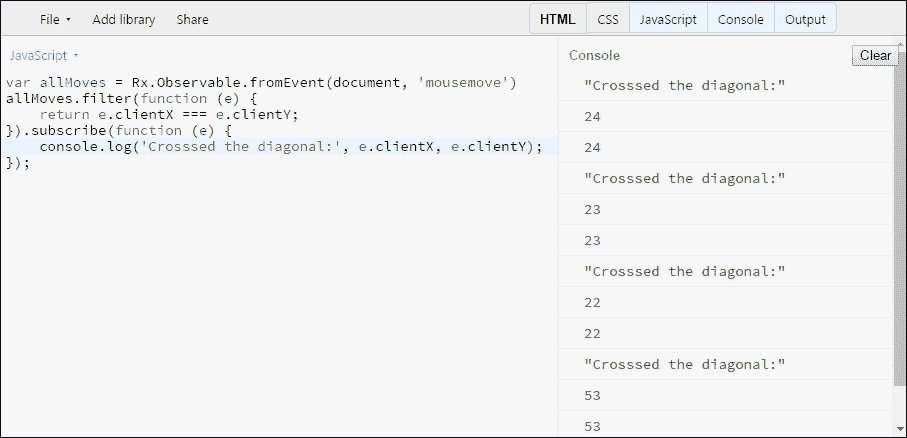 File ▾ Add library Share HTML CSS JavaScript Console Output
JavaScript ▾
var allMoves = Rx.Observable.fromEvent(document, 'mousemove')
allMoves.filter(function (e) {
    return e.clientX === e.clientY;
}).subscribe(function (e) {
    console.log('Crosssed the diagonal:', e.clientX, e.clientY);
});
Console Clear
"Crosssed the diagonal:"
24
24
"Crosssed the diagonal:"
23
23
"Crosssed the diagonal:"
22
22
"Crosssed the diagonal:"
53
53